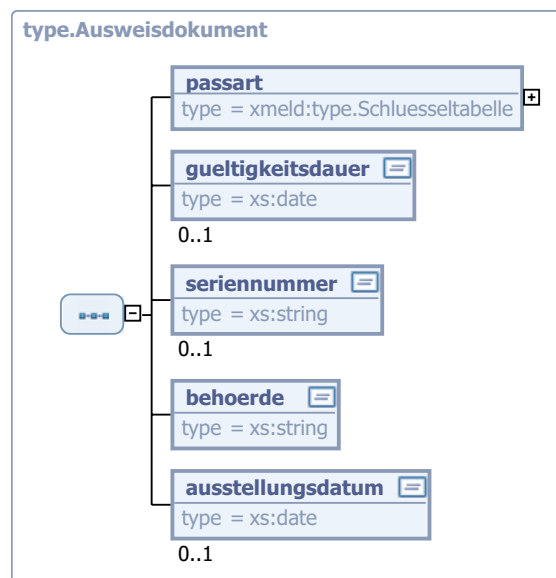 type.Ausweisdokument
passart
type = xmeld:type.Schluesseltabelle
gueltigkeitsdauer
type = xs:date
0..1
seriennummer
type = xs:string
0..1
behoerde
type = xs:string
ausstellungsdatum
type = xs:date
0..1